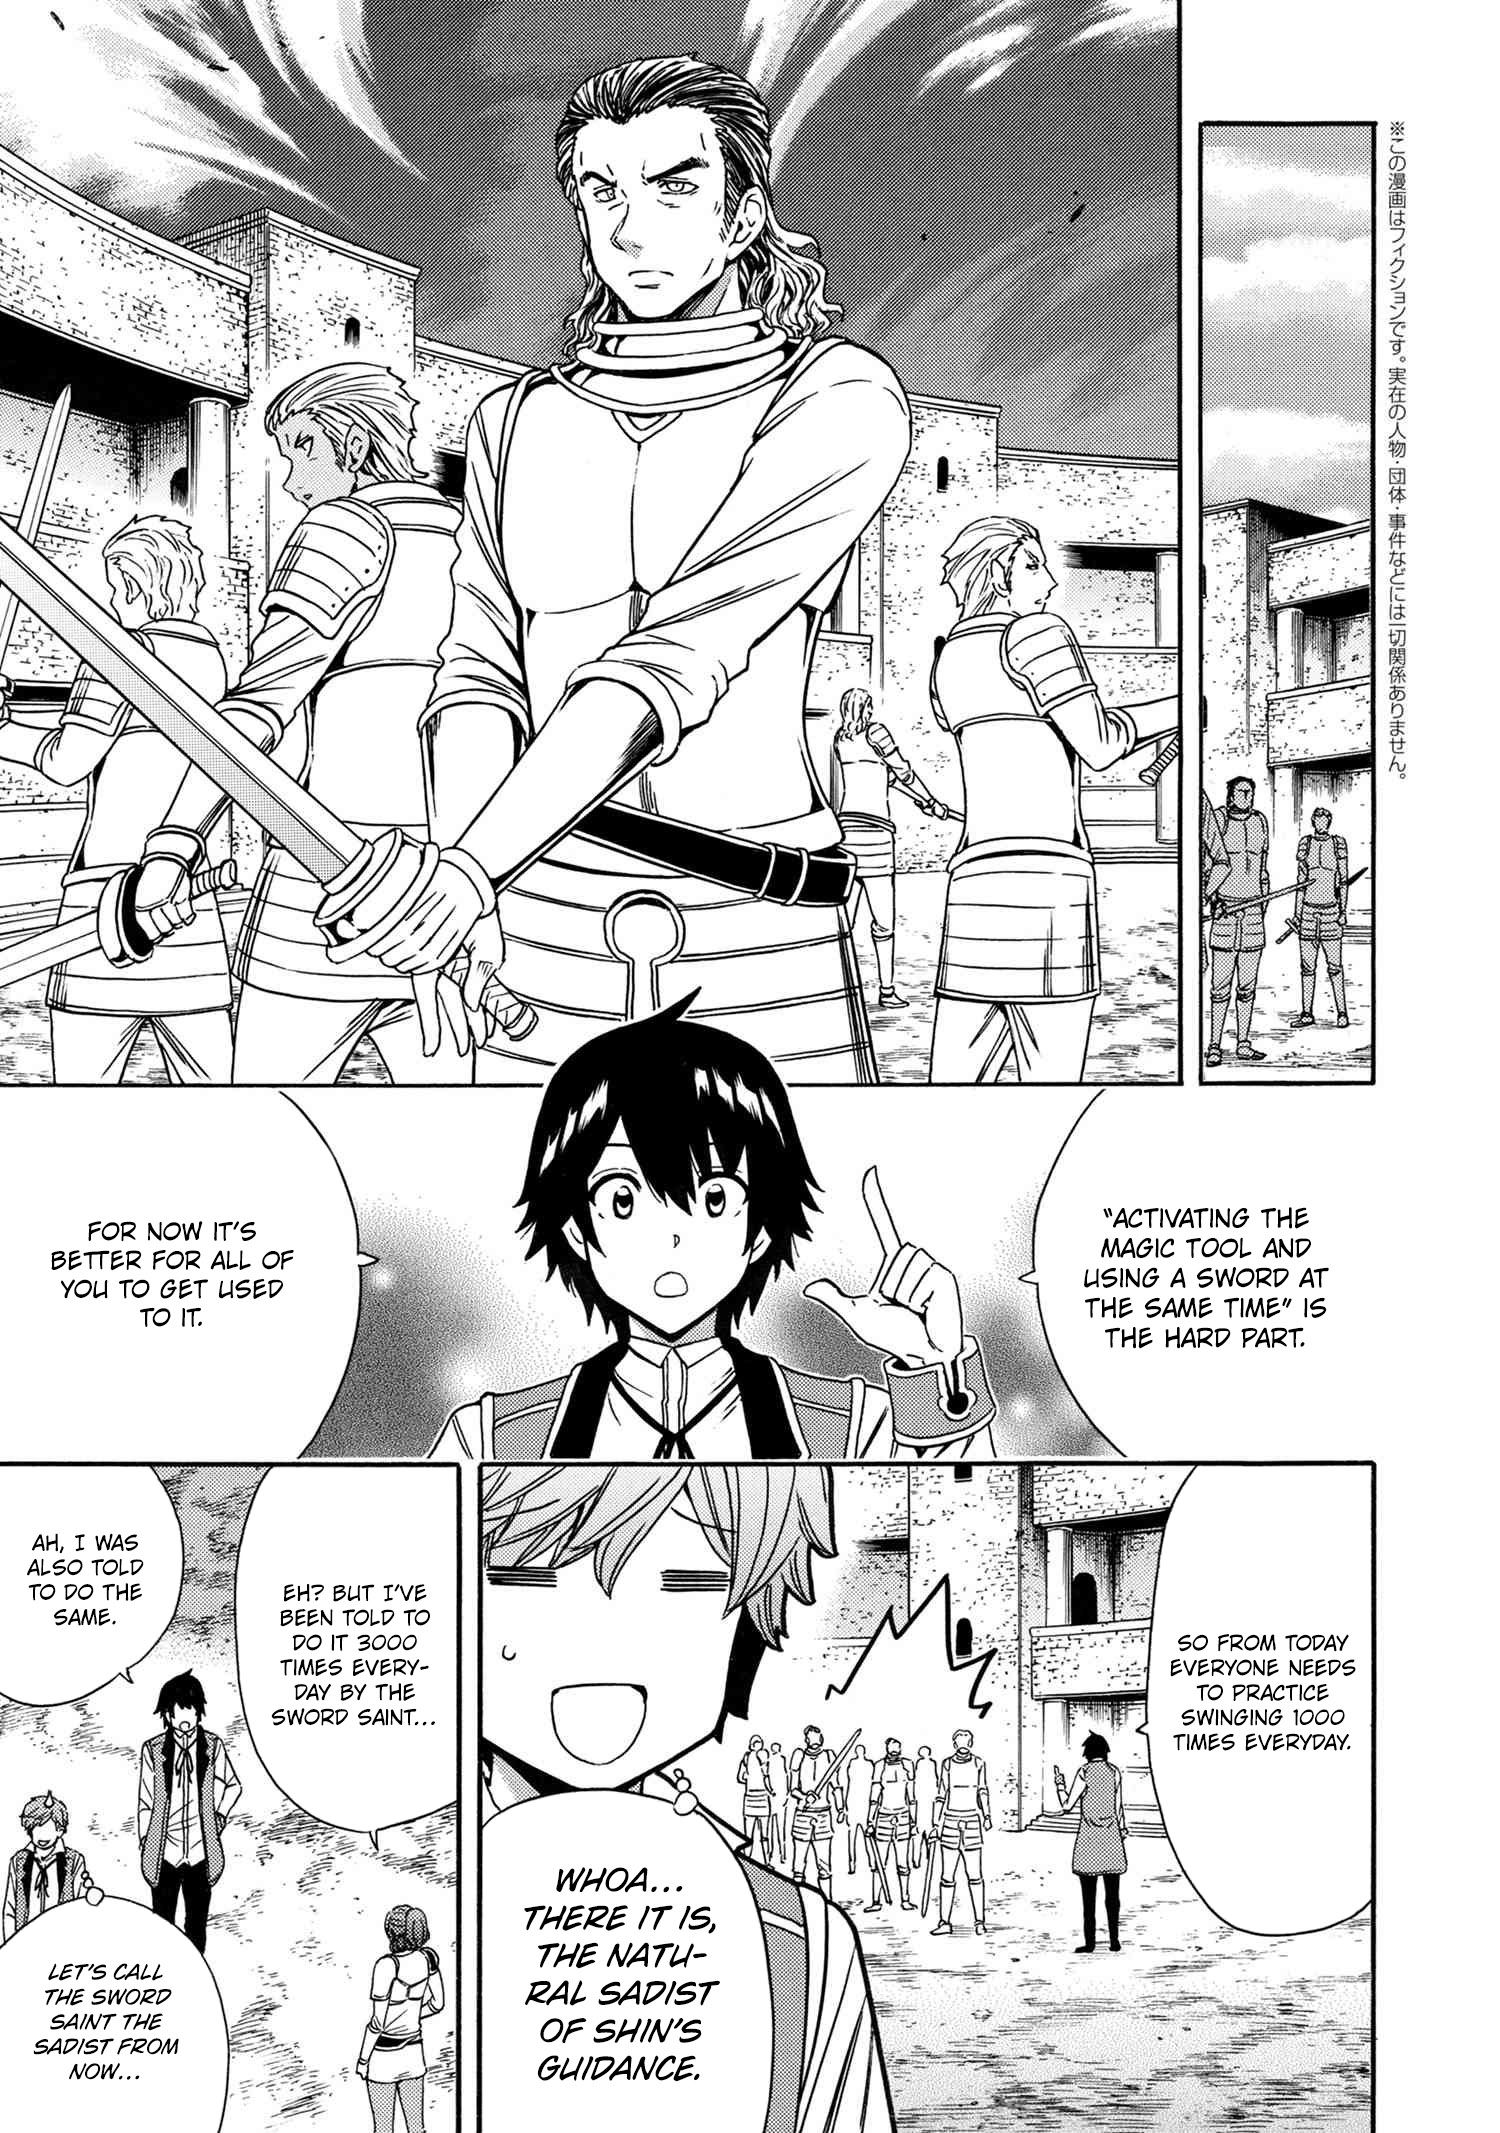 ※この漫画はフィクションです。実在の人物・団体・事件などには一切関係ありません。
"ACTIVATING THE
MAGIC TOOL AND
USING A SWORD AT
THE SAME TIME" IS
THE HARD PART.
FOR NOW IT'S
BETTER FOR ALL OF
YOU TO GET USED
TO IT.
SO FROM TODAY
EVERYONE NEEDS
TO PRACTICE
SWINGING 1000
TIMES EVERYDAY.
WHOA...
THERE IT IS,
THE NATU-
RAL SADIST
OF SHIN'S
GUIDANCE.
EH? BUT I'VE
BEEN TOLD TO
DO IT 3000
TIMES EVERY-
DAY BY THE
SWORD SAINT...
AH, I WAS
ALSO TOLD
TO DO THE
SAME.
LET'S CALL
THE SWORD
SAINT THE
SADIST FROM
NOW...